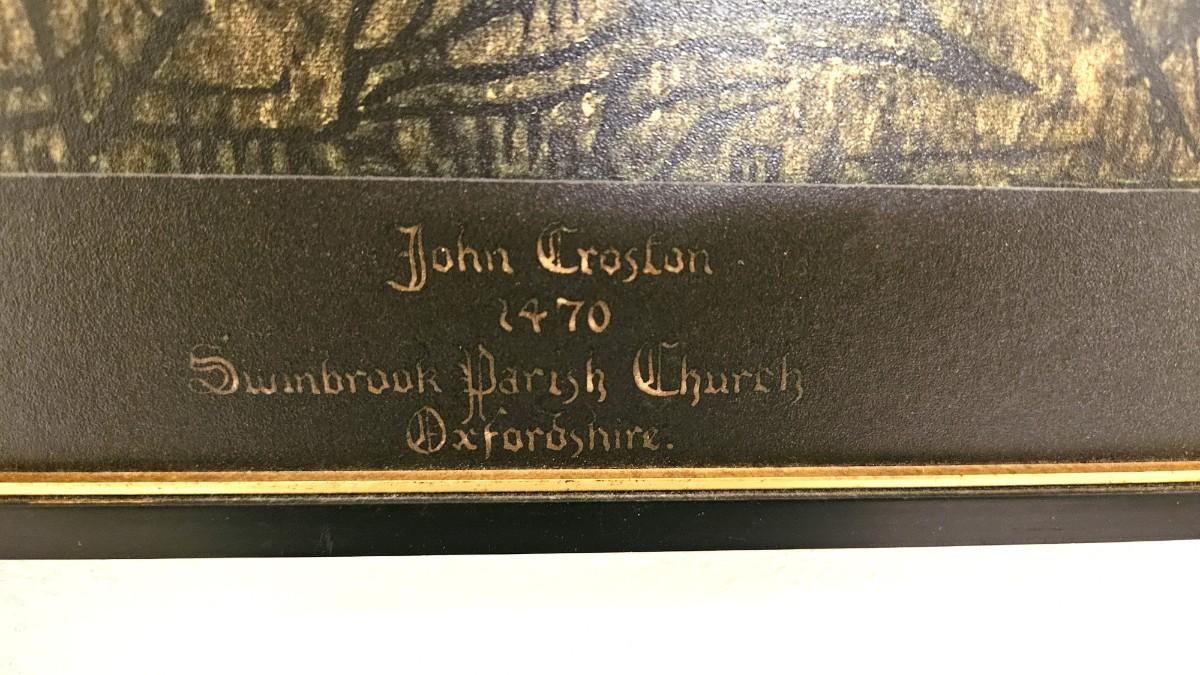 John Croston
1470
Swinbrook Parish Church
Oxfordshire.